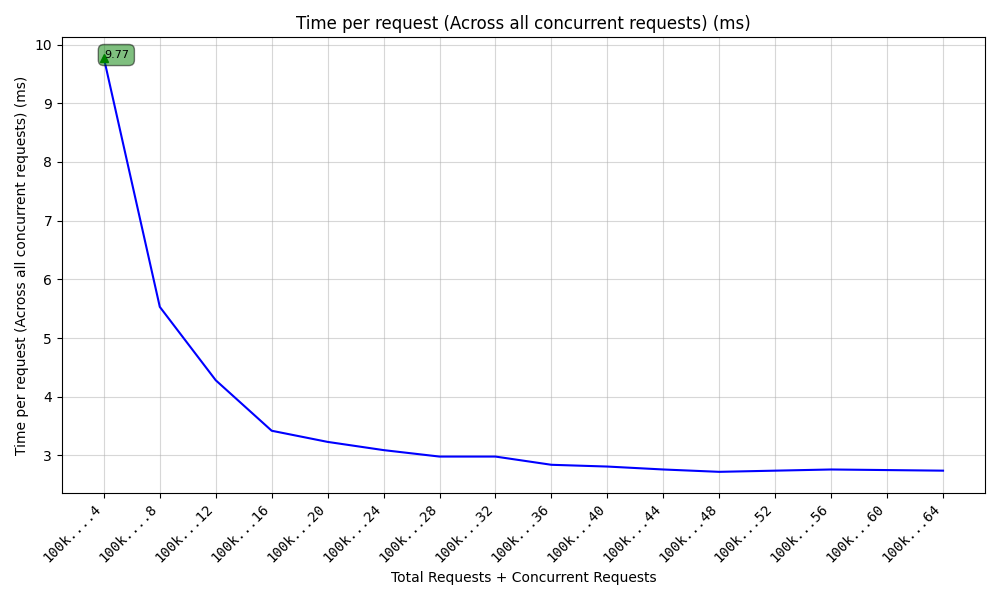 Time per request (Across all concurrent requests) (ms)
Time per request (Across all concurrent requests) (ms)
10
9
8
7
6
5
4
3
9.77
100k....4
100k....8
100k...12
100k...16
100k...20
100k...24
100k...28
100k...32
100k...36
100k...40
100k...44
100k...48
100k...52
100k...56
100k...60
100k...64
Total Requests + Concurrent Requests